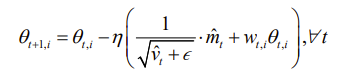 θ_{t+1,i} = θ_{t,i} − η ( 1 / √(v̂_t + ϵ) · m̂_t + w_{t,i} θ_{t,i} ), ∀t